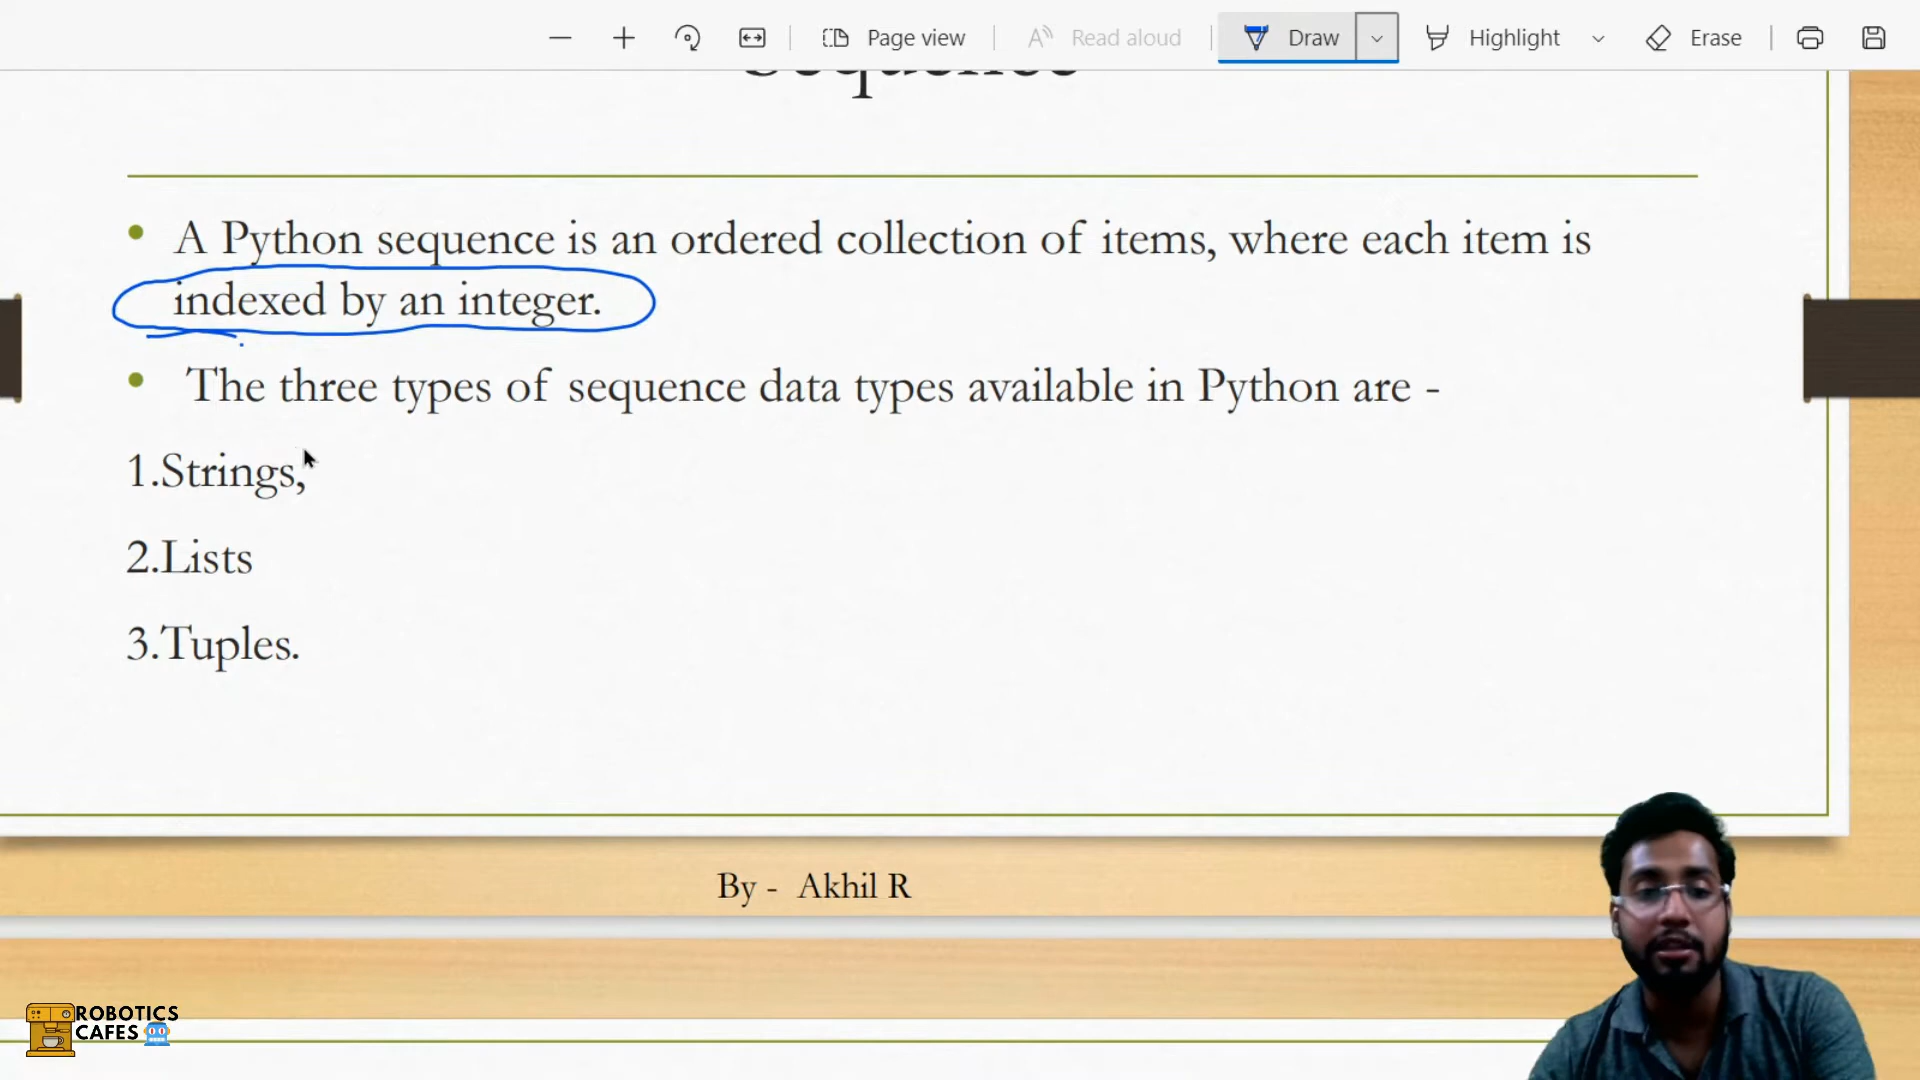 Page view
Read aloud
Draw
Highlight
Erase
Sequence
A Python sequence is an ordered collection of items, where each item is
indexed by an integer.
The three types of sequence data types available in Python are -
1.Strings,
2.Lists
3.Tuples.
By - Akhil R
ROBOTICS
CAFES